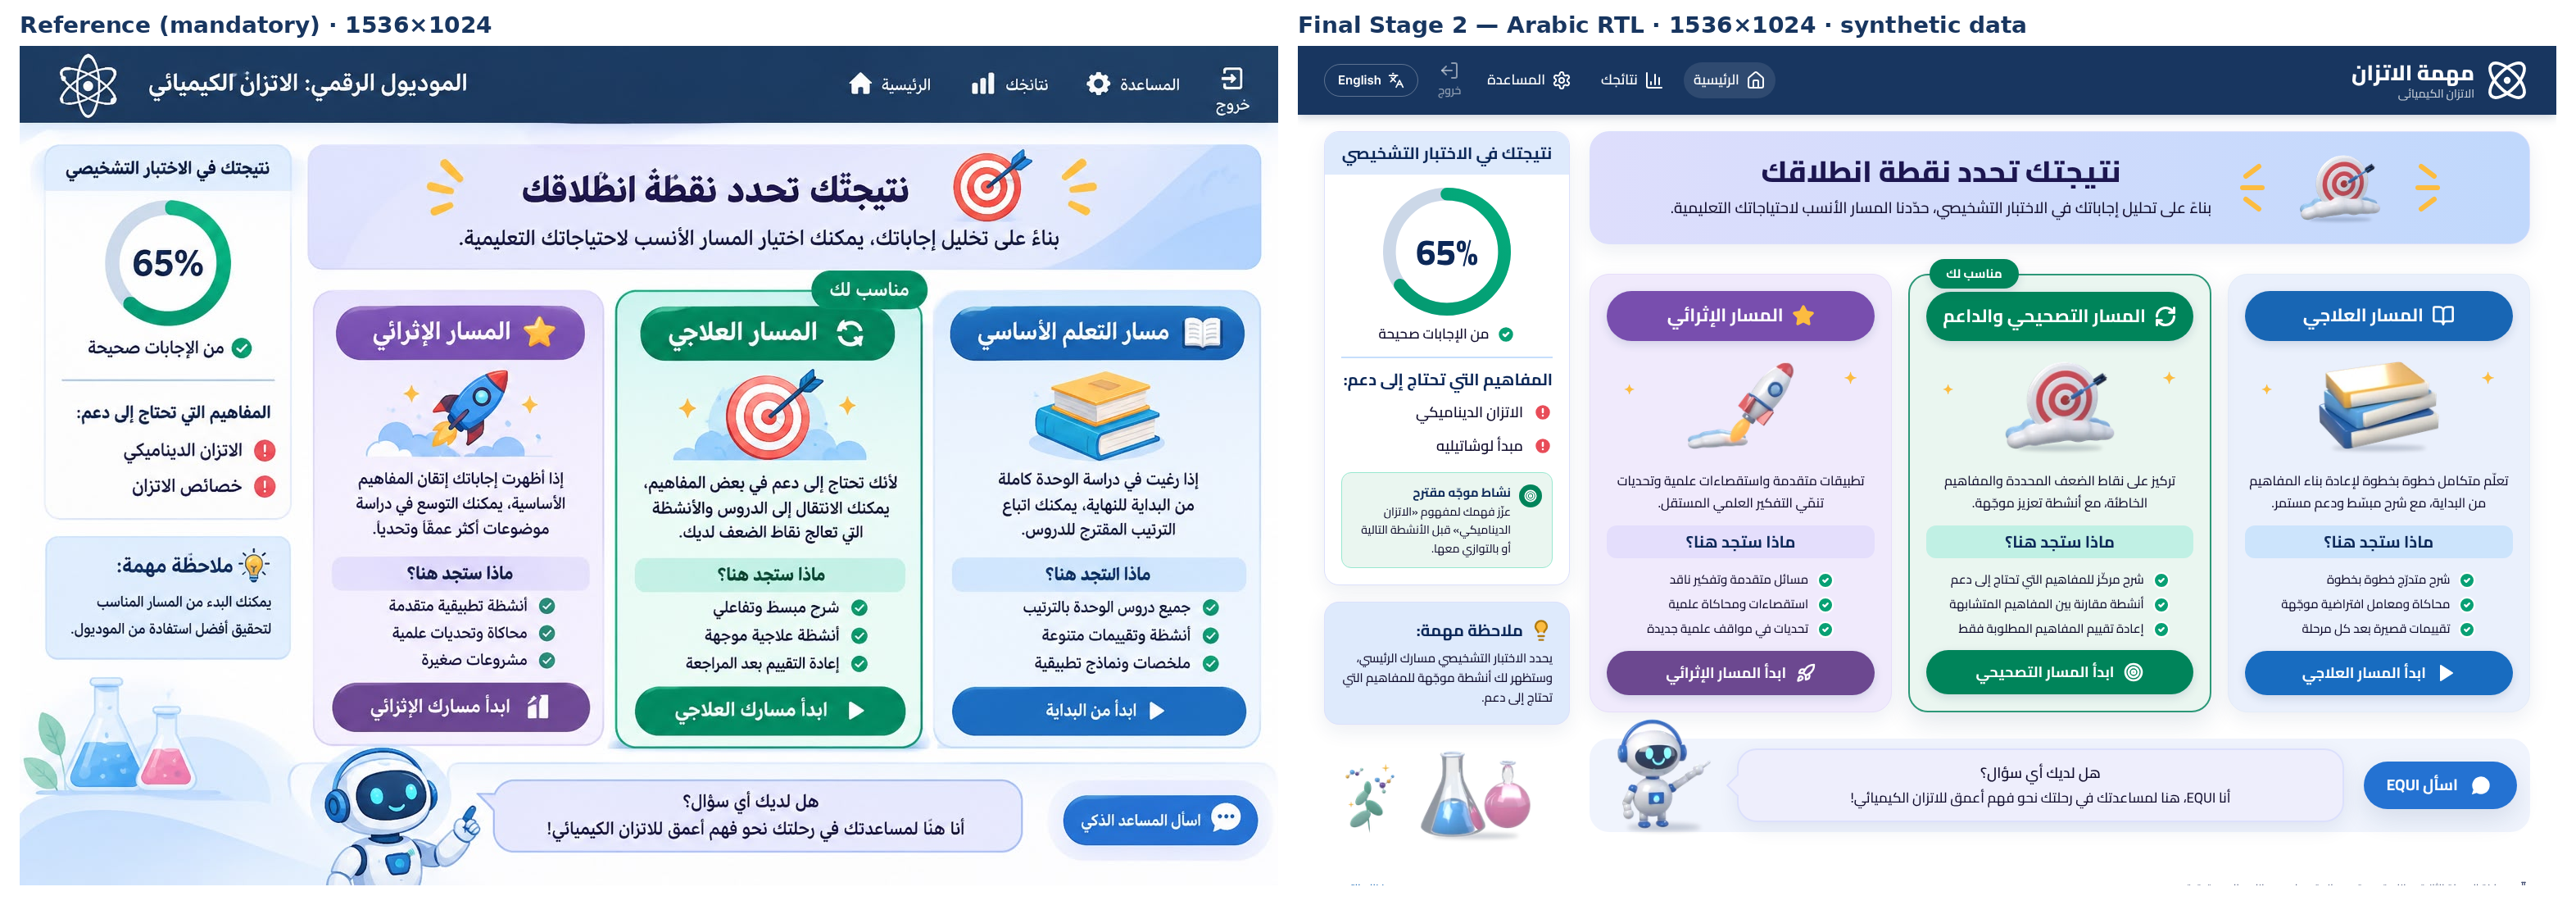 Reference (mandatory) · 1536×1024
الموديول الرقمي: الاتزان الكيميائي
الرئيسية
نتانجك
المساعدة
خروج
نتيجتك تحدد نقطة انطلاقك
بناءً على تخليل إجاباتك، يمكنك اختيار المسار الأنسب لاحتياجاتك التعليمية.
نتيجتك في الاختبار التشخيصي
65%
من الإجابات صحيحة
المفاهيم التي تحتاج إلى دعم:
الاتزان الديناميكي
خصائص الاتزان
ملاحظة مهمة:
يمكنك البدء من المسار المناسب
لتحقيق أفضل استفادة من الموديول.
مسار التعلم الأساسي
إذا رغبت في دراسة الوحدة كاملة
من البداية للنهاية، يمكنك اتباع
الترتيب المقترح للدروس.
ماذا الستجد هنا؟
جميع دروس الوحدة بالترتيب
أنشطة وتقييمات متنوعة
ملخصات ونماذج تطبيقية
ابدأ من البداية
مناسب لك
المسار العلاجي
لأنك تحتاج إلى دعم في بعض المفاهيم،
يمكنك الانتقال إلى الدروس والأنشطة
التي تعالج نقاط الضعف لديك.
ماذا ستجد هنا؟
شرح مبسط وتفاعلي
أنشطة علاجية موجهة
إعادة التقييم بعد المراجعة
ابدأ مسارك العلاجي
المسار الإثرائي
إذا أظهرت إجاباتك إتقان المفاهيم
الأساسية، يمكنك التوسع في دراسة
موضوعات أكثر عمقًا وتحدياً.
ماذا ستجد هنا؟
أنشطة تطبيقية متقدمة
محاكاة وتحديات علمية
مشروعات صغيرة
ابدأ مسارك الإثزائي
هل لديك أي سؤال؟
أنا هنا لمساعدتك في رحلتك نحو فهم أعمق للاتزان الكيميائي!
اسأل المساعد الذكي
Final Stage 2 — Arabic RTL · 1536×1024 · synthetic data
مهمة الاتزان
الاتزان الكيميائي
الرئيسية
نتائجك
المساعدة
خروج
English
نتيجتك تحدد نقطة انطلاقك
بناءً على تحليل إجاباتك في الاختبار التشخيصي، حدّدنا المسار الأنسب لاحتياجاتك التعليمية.
نتيجتك في الاختبار التشخيصي
65%
من الإجابات صحيحة
المفاهيم التي تحتاج إلى دعم:
الاتزان الديناميكي
مبدأ لوشاتيليه
نشاط موجّه مقترح
عزّز فهمك لمفهوم «الاتزان
الديناميكي» قبل الأنشطة التالية
أو بالتوازي معها.
ملاحظة مهمة:
يحدد الاختبار التشخيصي مسارك الرئيسي،
وستظهر لك أنشطة موجّهة للمفاهيم التي
تحتاج إلى دعم.
المسار العلاجي
تعلّم متكامل خطوة بخطوة لإعادة بناء المفاهيم
من البداية، مع شرح مبسّط ودعم مستمر.
ماذا ستجد هنا؟
شرح متدرّج خطوة بخطوة
محاكاة ومعامل افتراضية موجّهة
تقييمات قصيرة بعد كل مرحلة
ابدأ المسار العلاجي
مناسب لك
المسار التصحيحي والداعم
تركيز على نقاط الضعف المحددة والمفاهيم
الخاطئة، مع أنشطة تعزيز موجّهة.
ماذا ستجد هنا؟
شرح مركّز للمفاهيم التي تحتاج إلى دعم
أنشطة مقارنة بين المفاهيم المتشابهة
إعادة تقييم المفاهيم المطلوبة فقط
ابدأ المسار التصحيحي
المسار الإثرائي
تطبيقات متقدمة واستقصاءات علمية وتحديات
تنمّي التفكير العلمي المستقل.
ماذا ستجد هنا؟
مسائل متقدمة وتفكير ناقد
استقصاءات ومحاكاة علمية
تحديات في مواقف علمية جديدة
ابدأ المسار الإثرائي
هل لديك أي سؤال؟
أنا EQUI، هنا لمساعدتك في رحلتك نحو فهم أعمق للاتزان الكيميائي!
اسأل EQUI